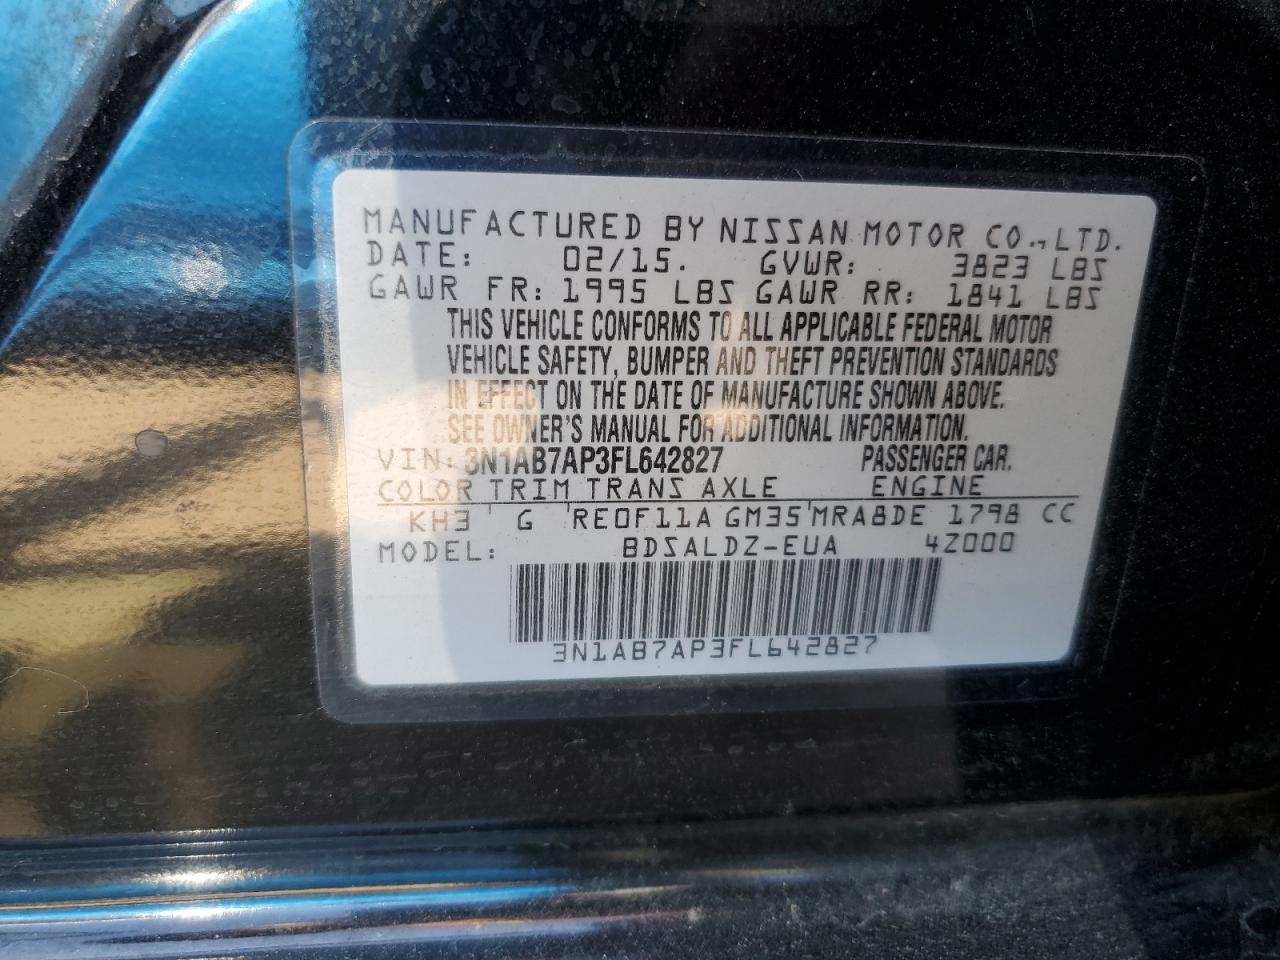 MANUFACTURED BY NISSAN MOTOR CO., LTD.
DATE: 02/15. GVWR: 3823 LBS
GAWR FR: 1995 LBS GAWR RR: 1841 LBS
THIS VEHICLE CONFORMS TO ALL APPLICABLE FEDERAL MOTOR
VEHICLE SAFETY, BUMPER AND THEFT PREVENTION STANDARDS
IN EFFECT ON THE DATE OF MANUFACTURE SHOWN ABOVE.
SEE OWNER'S MANUAL FOR ADDITIONAL INFORMATION.
VIN: 3N1AB7AP3FL642827 PASSENGER CAR.
COLOR TRIM TRANS AXLE ENGINE
KH3 G RE0F11A GM35 MRA8DE 1798 CC
MODEL: BDSALDZ-EUA 4Z000
3N1AB7AP3FL642827